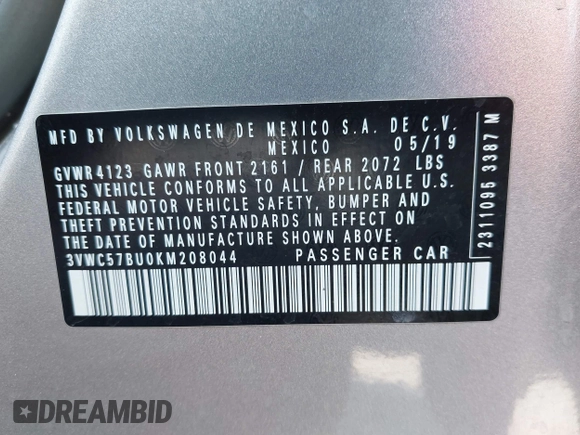 MFD BY VOLKSWAGEN DE MEXICO S.A. DE C.V.
MEXICO 05/19
GVWR4123 GAWR FRONT 2161 / REAR 2072 LBS
THIS VEHICLE CONFORMS TO ALL APPLICABLE U.S.
FEDERAL MOTOR VEHICLE SAFETY, BUMPER AND
THEFT PREVENTION STANDARDS IN EFFECT ON
THE DATE OF MANUFACTURE SHOWN ABOVE.
3VWC57BU0KM208044 PASSENGER CAR
2311095 3387 M
DREAMBID